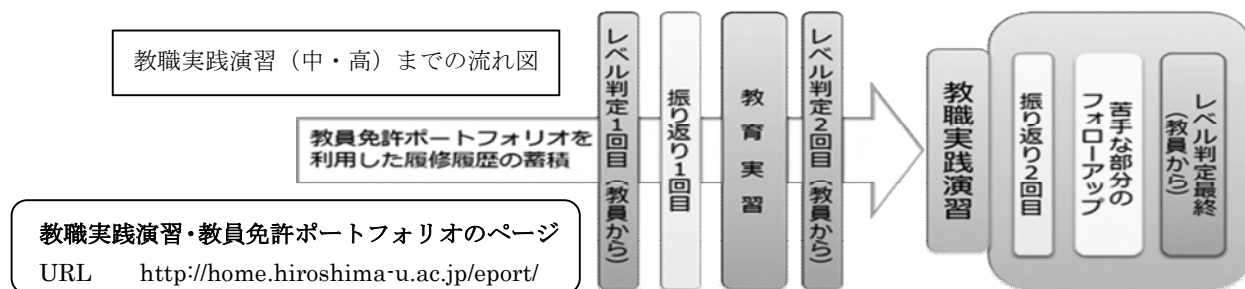 教職実践演習（中・高）までの流れ図
教員免許ポートフォリオを
利用した履修履歴の蓄積
レベル判定1回目（教員から）
振り返り1回目
教育実習
レベル判定2回目（教員から）
教職実践演習
振り返り2回目
苦手な部分の
フォローアップ
レベル判定最終
（教員から）
教職実践演習・教員免許ポートフォリオのページ
URL　http://home.hiroshima-u.ac.jp/eport/